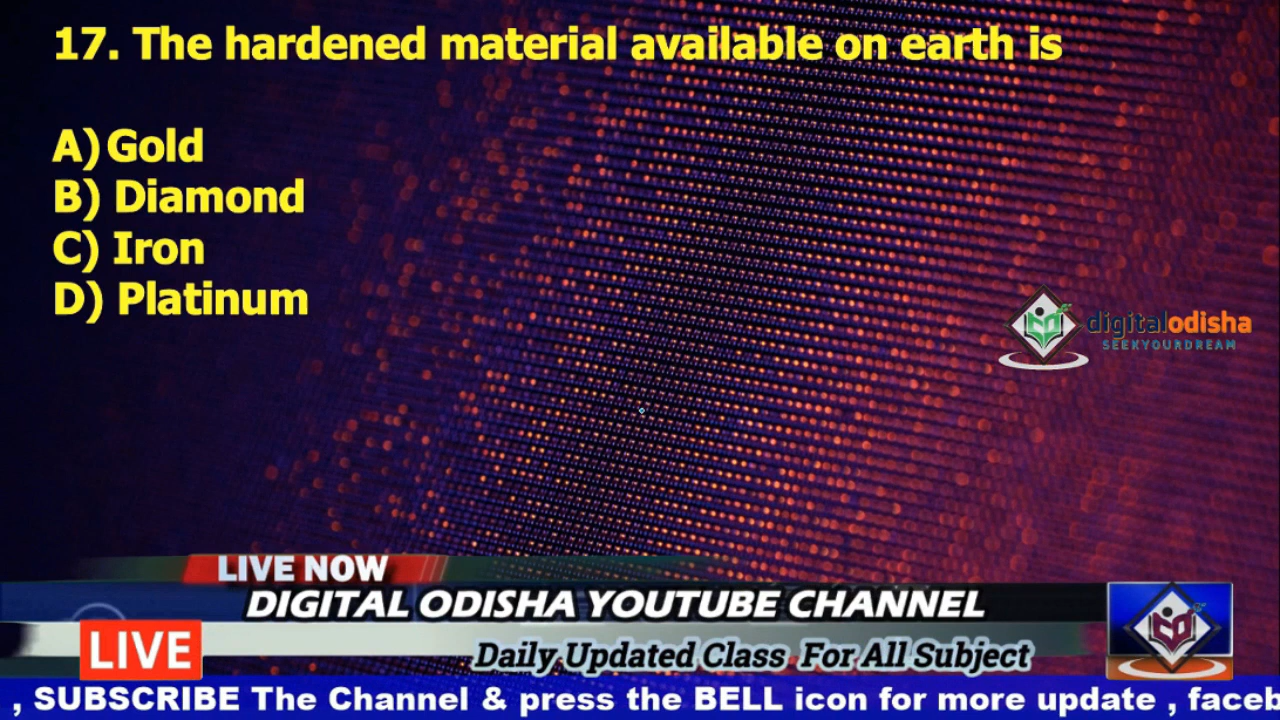 17. The hardened material available on earth is
A) Gold
B) Diamond
C) Iron
D) Platinum
digitalodisha
SEEKYOURDREAM
LIVE NOW
DIGITAL ODISHA YOUTUBE CHANNEL
LIVE
Daily Updated Class For All Subject
, SUBSCRIBE The Channel & press the BELL icon for more update , faceb